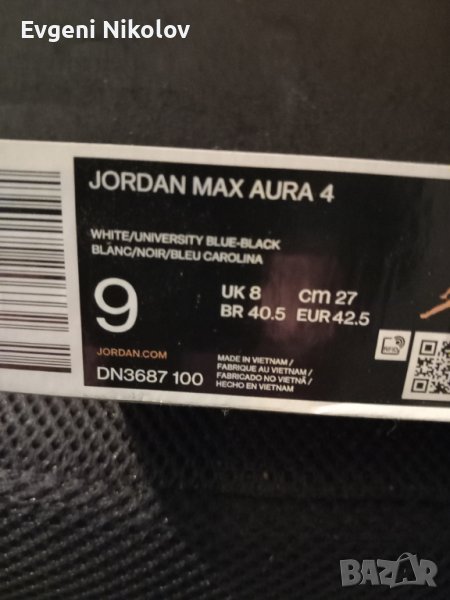 Evgeni Nikolov
JORDAN MAX AURA 4
WHITE/UNIVERSITY BLUE-BLACK
BLANC/NOIR/BLEU CAROLINA
9
UK 8 cm 27
BR 40.5 EUR 42.5
JORDAN.COM
DN3687 100
MADE IN VIETNAM /
FABRIQUE AU VIETNAM /
FABRICADO NO VIETNÃ /
HECHO EN VIETNAM
RFID
BAZAR